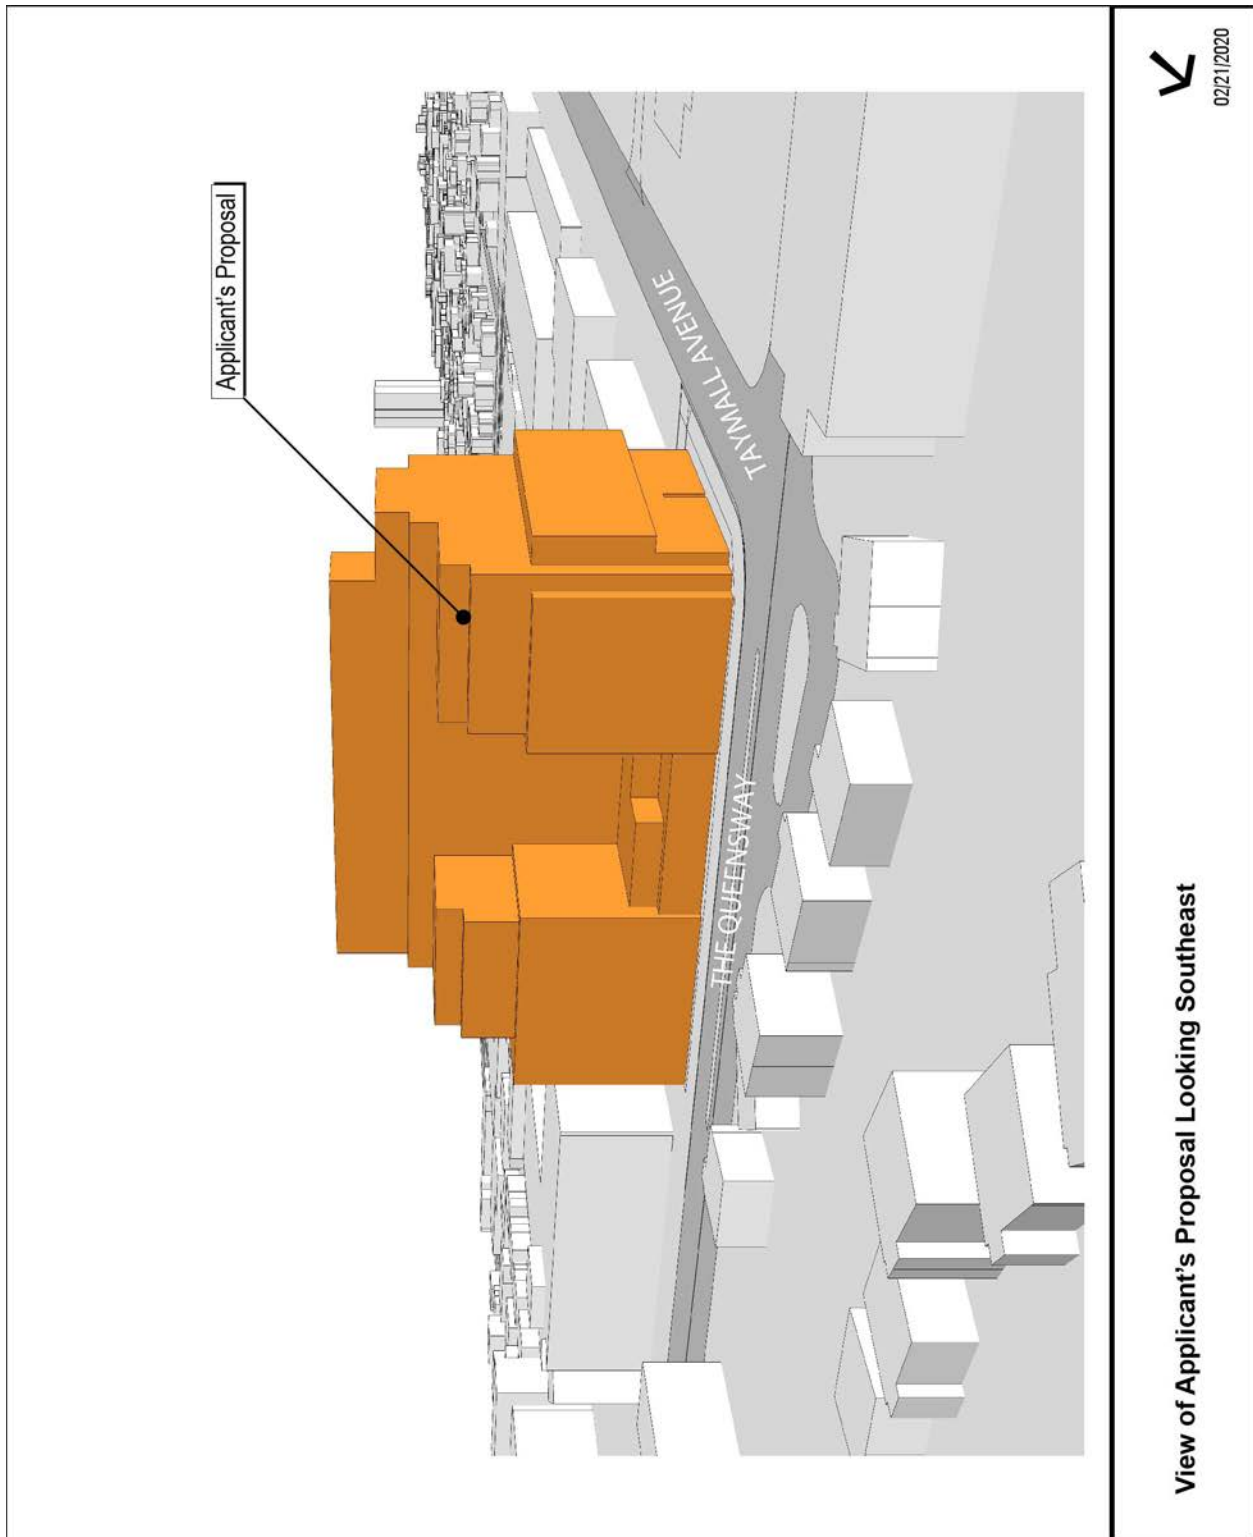 Applicant's Proposal
TAYMALL AVENUE
THE QUEENSWAY
View of Applicant's Proposal Looking Southeast
02/21/2020